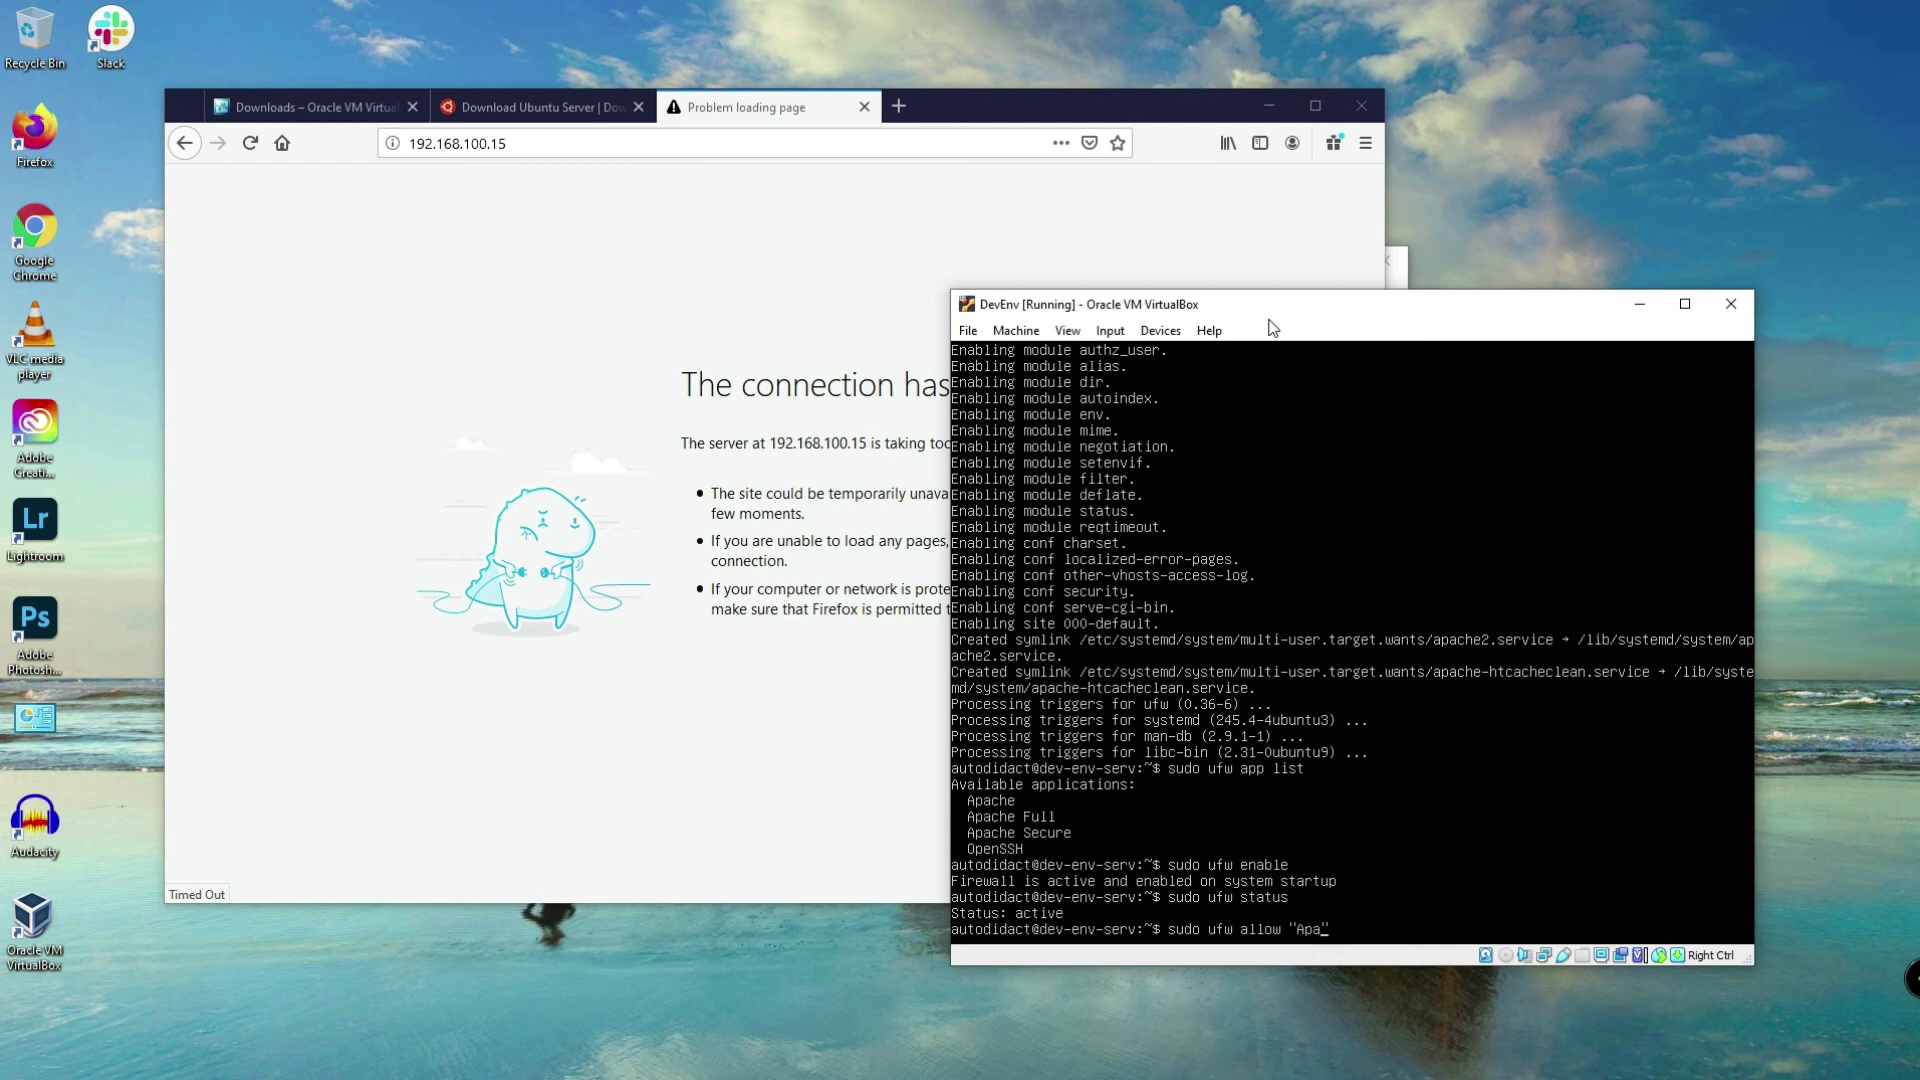 Recycle Bin
Slack
Firefox
Google
Chrome
VLC media
player
Adobe
Creati...
Lr
Lightroom
Ps
Adobe
Photosh...
Audacity
Oracle VM
VirtualBox
Downloads – Oracle VM Virtua
Download Ubuntu Server | Dow
Problem loading page
192.168.100.15
The connection has
The server at 192.168.100.15 is taking too
The site could be temporarily unava
few moments.
If you are unable to load any pages,
connection.
If your computer or network is prote
make sure that Firefox is permitted t
Timed Out
DevEnv [Running] - Oracle VM VirtualBox
File Machine View Input Devices Help
Enabling module authz_user.
Enabling module alias.
Enabling module dir.
Enabling module autoindex.
Enabling module env.
Enabling module mime.
Enabling module negotiation.
Enabling module setenvif.
Enabling module filter.
Enabling module deflate.
Enabling module status.
Enabling module reqtimeout.
Enabling conf charset.
Enabling conf localized-error-pages.
Enabling conf other-vhosts-access-log.
Enabling conf security.
Enabling conf serve-cgi-bin.
Enabling site 000-default.
Created symlink /etc/systemd/system/multi-user.target.wants/apache2.service → /lib/systemd/system/ap
ache2.service.
Created symlink /etc/systemd/system/multi-user.target.wants/apache-htcacheclean.service → /lib/syste
md/system/apache-htcacheclean.service.
Processing triggers for ufw (0.36-6) ...
Processing triggers for systemd (245.4-4ubuntu3) ...
Processing triggers for man-db (2.9.1-1) ...
Processing triggers for libc-bin (2.31-0ubuntu9) ...
autodidact@dev-env-serv:~$ sudo ufw app list
Available applications:
  Apache
  Apache Full
  Apache Secure
  OpenSSH
autodidact@dev-env-serv:~$ sudo ufw enable
Firewall is active and enabled on system startup
autodidact@dev-env-serv:~$ sudo ufw status
Status: active
autodidact@dev-env-serv:~$ sudo ufw allow "Apa"
Right Ctrl